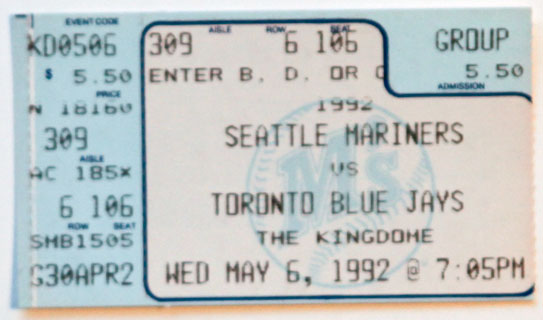 EVENT CODE
KD0506
$ 5.50
PRICE
N 18160
309
AISLE
AC 185X
6 106
ROW SEAT
SMB1505
G30APR2
309 6 106 GROUP
AISLE ROW SEAT
ENTER B. D. OR 5.50
ADMISSION
1992
SEATTLE MARINERS
M's
VS
TORONTO BLUE JAYS
THE KINGDOME
WED MAY 6, 1992 @ 7:05PM